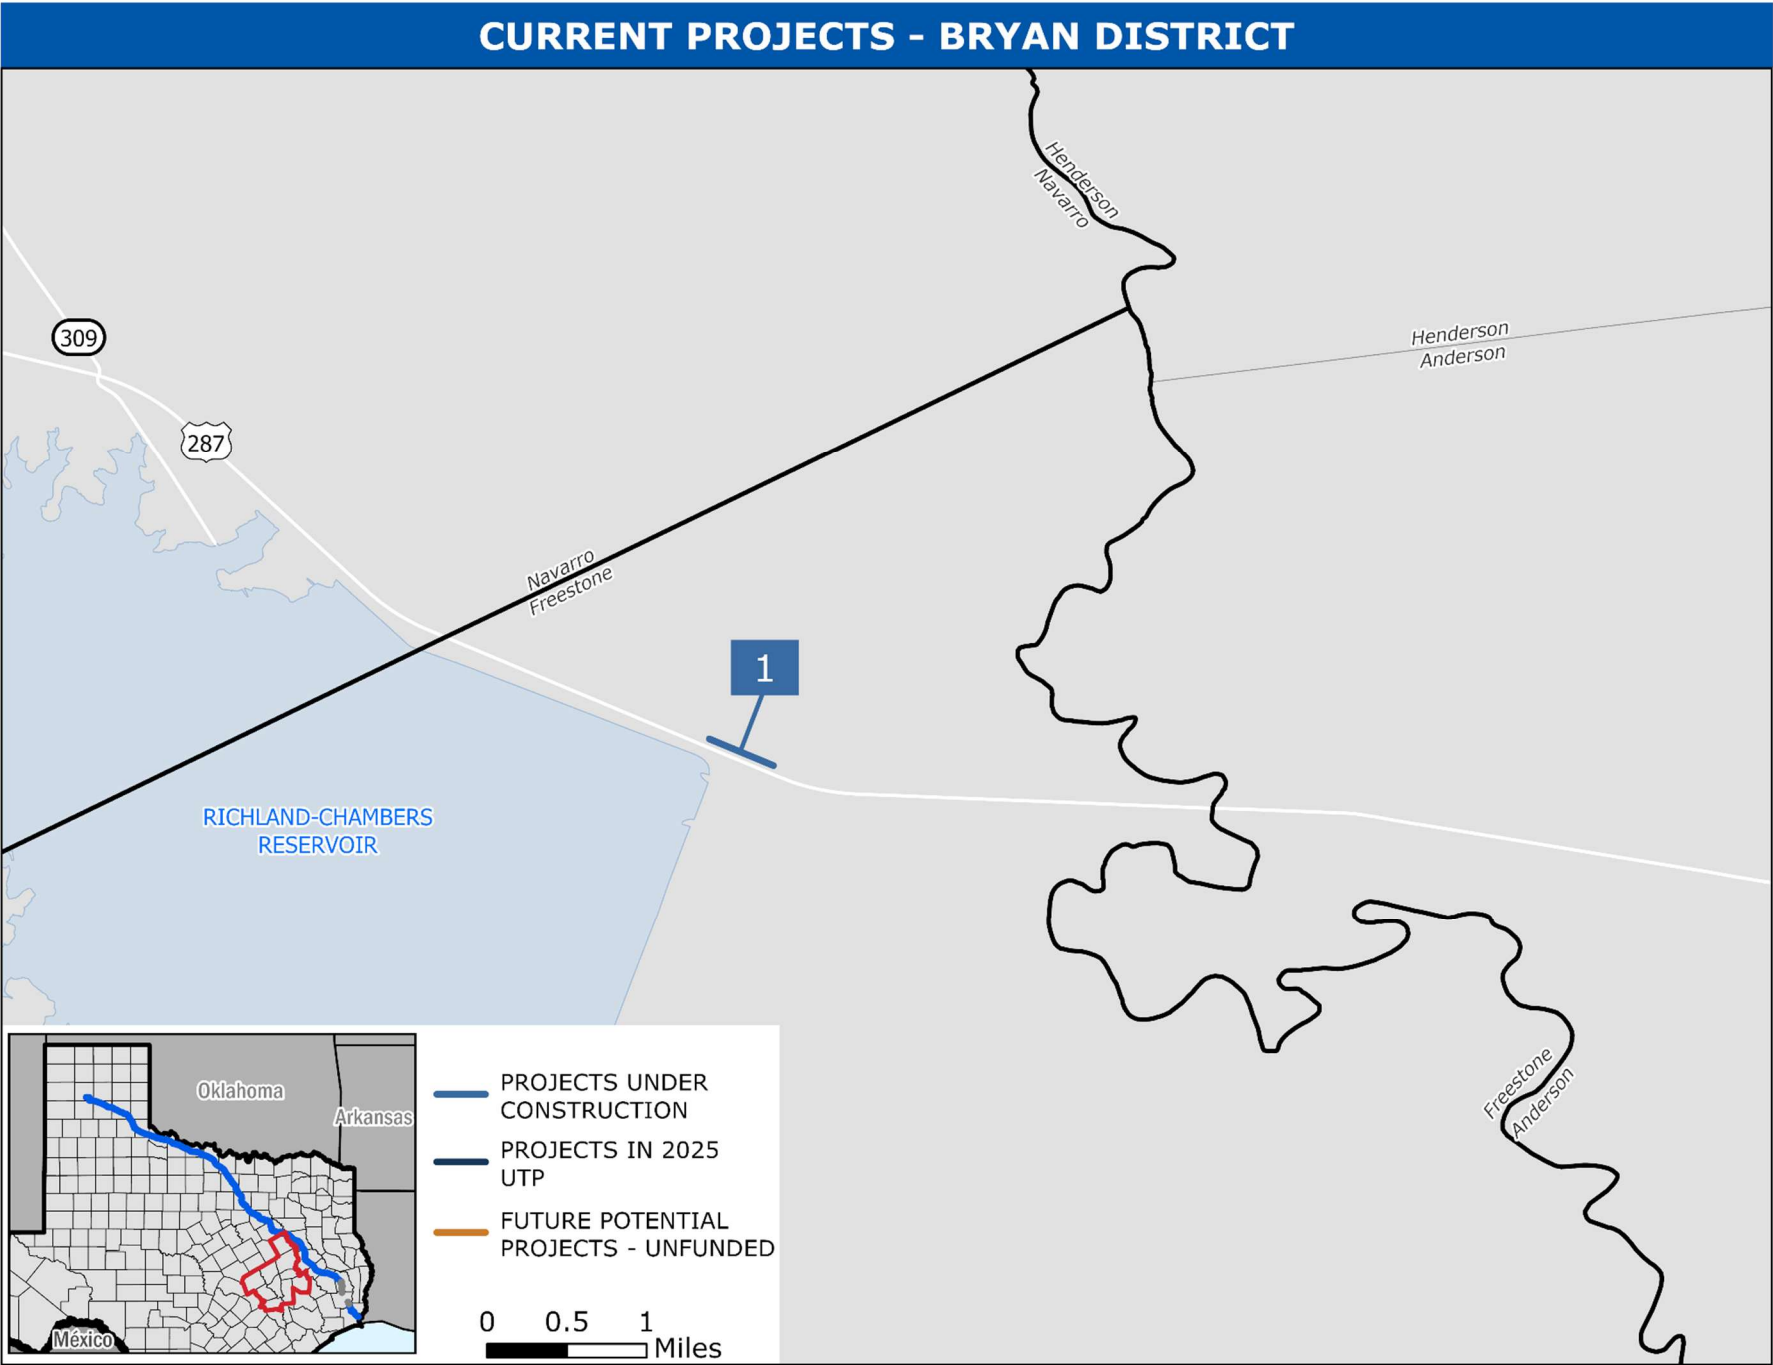 CURRENT PROJECTS - BRYAN DISTRICT
Henderson
Navarro
309
Henderson
Anderson
287
Navarro
Freestone
1
RICHLAND-CHAMBERS
RESERVOIR
Freestone
Anderson
Oklahoma
Arkansas
México
PROJECTS UNDER
CONSTRUCTION
PROJECTS IN 2025
UTP
FUTURE POTENTIAL
PROJECTS - UNFUNDED
0 0.5 1
Miles